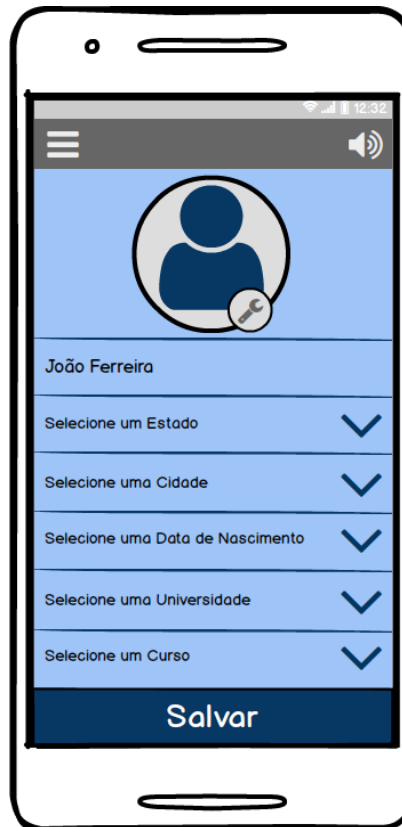 12:32
João Ferreira
Selecione um Estado
Selecione uma Cidade
Selecione uma Data de Nascimento
Selecione uma Universidade
Selecione um Curso
Salvar